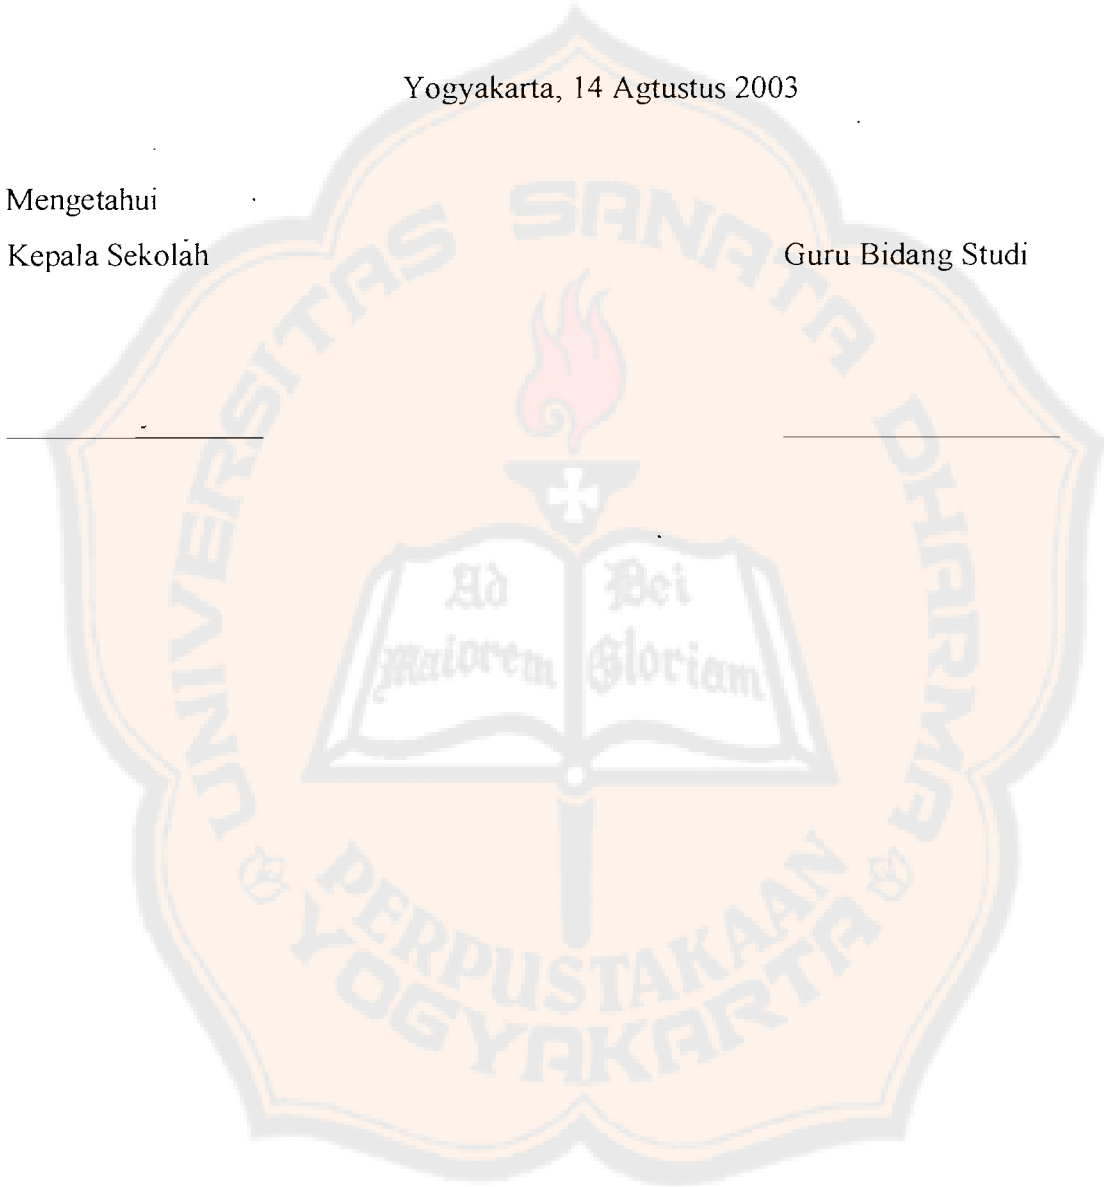 Yogyakarta, 14 Agtustus 2003
Mengetahui
Kepala Sekolah
Guru Bidang Studi
UNIVERSITAS SANATA DHARMA
Ad
Dei
maiorem
Gloriam
PERPUSTAKAAN
YOGYAKARTA